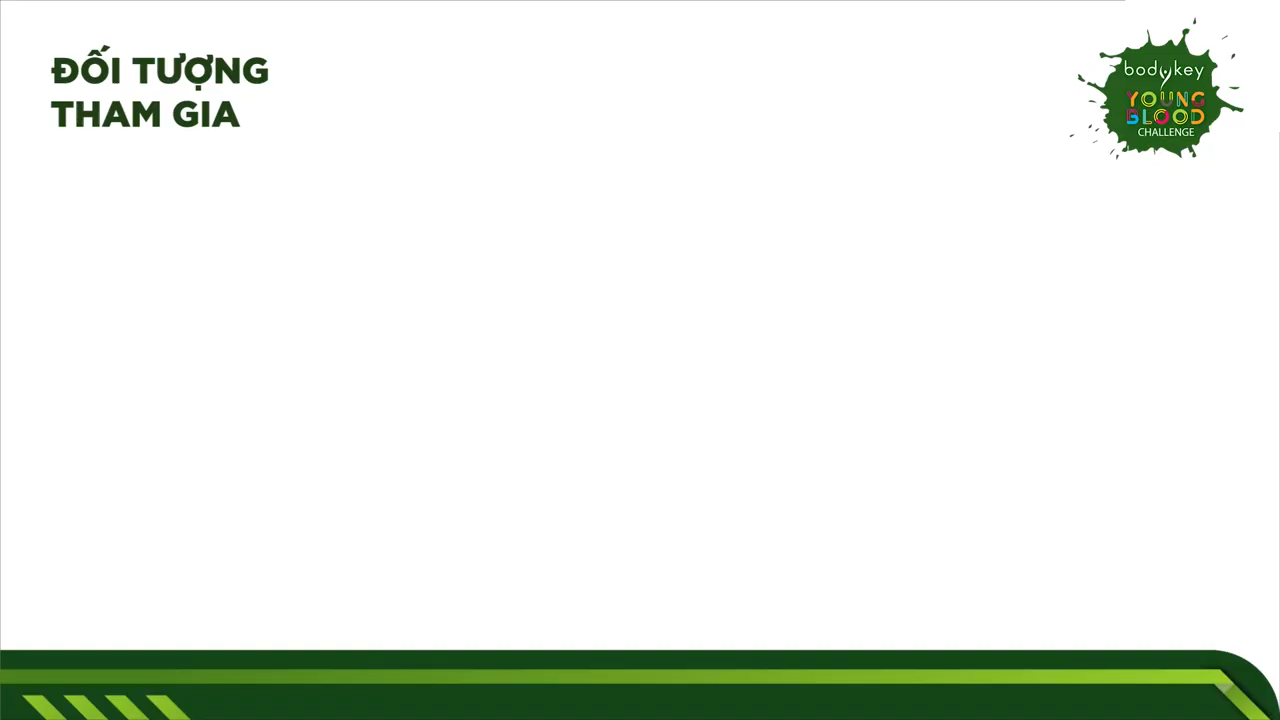 ĐỐI TƯỢNG
THAM GIA
bodykey
YOUNG
BLOOD
CHALLENGE